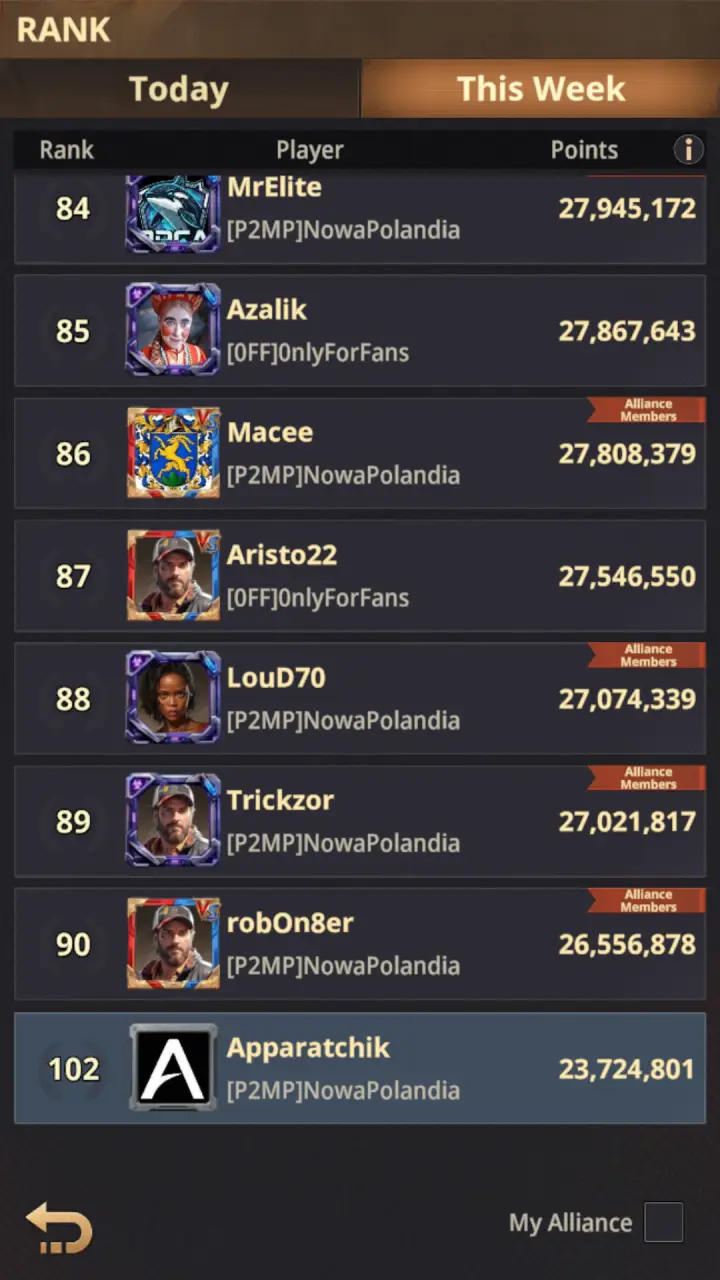 RANK
Today
This Week
Rank
Player
Points
84
MrElite
[P2MP]NowaPolandia
27,945,172
85
Azalik
[0FF]0nlyForFans
27,867,643
Alliance
Members
86
Macee
[P2MP]NowaPolandia
27,808,379
87
Aristo22
[0FF]0nlyForFans
27,546,550
Alliance
Members
88
LouD70
[P2MP]NowaPolandia
27,074,339
Alliance
Members
89
Trickzor
[P2MP]NowaPolandia
27,021,817
Alliance
Members
90
robOn8er
[P2MP]NowaPolandia
26,556,878
102
Apparatchik
[P2MP]NowaPolandia
23,724,801
My Alliance